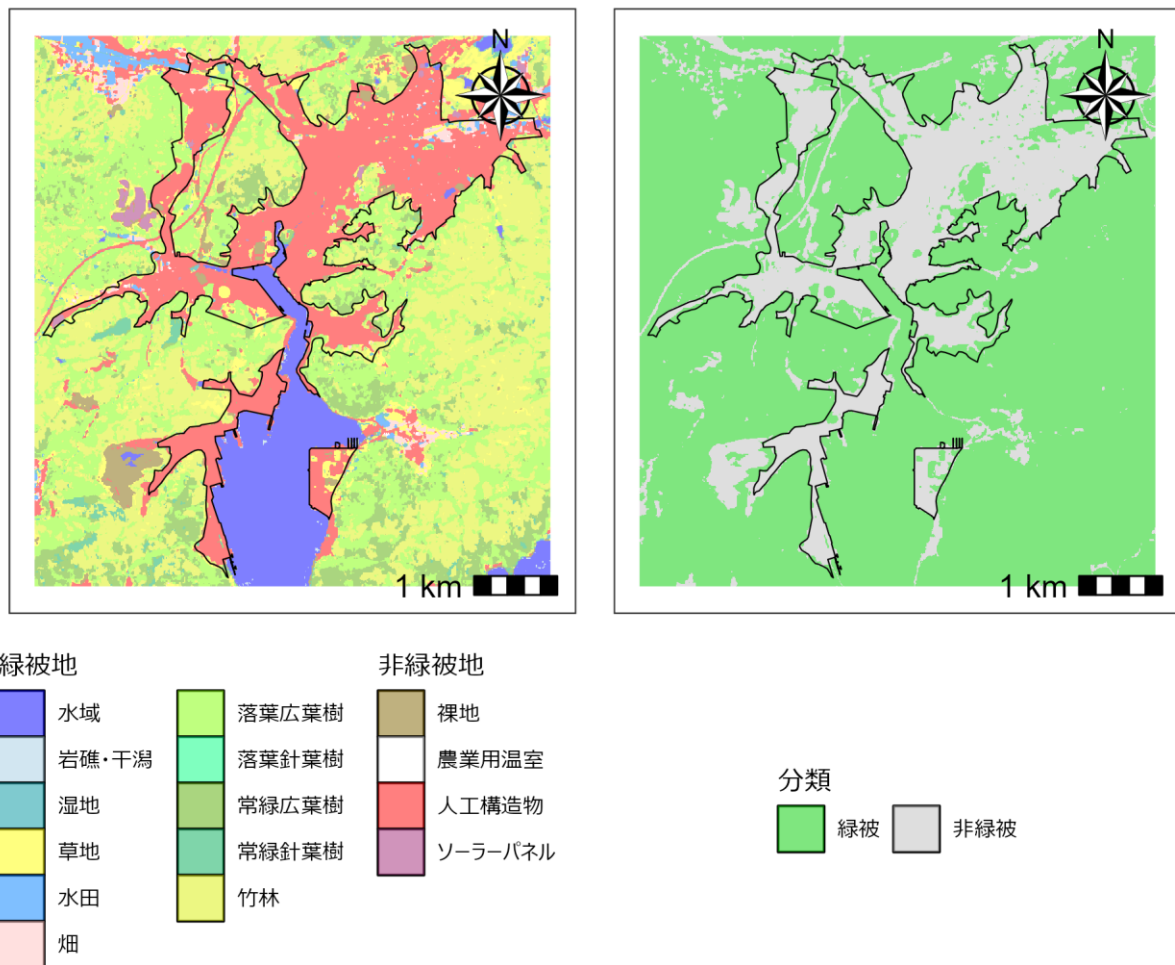 N
1 km
N
1 km
緑被地
水域
岩礁・干潟
湿地
草地
水田
畑
落葉広葉樹
落葉針葉樹
常緑広葉樹
常緑針葉樹
竹林
非緑被地
裸地
農業用温室
人工構造物
ソーラーパネル
分類
緑被
非緑被